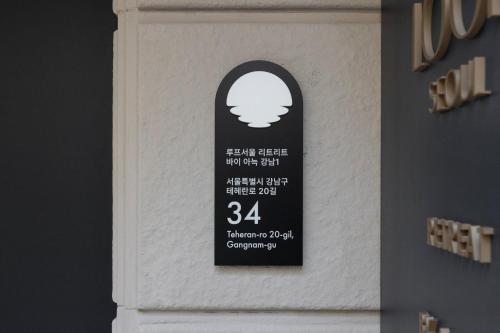 루프서울 리트리트
바이 아늑 강남1
서울특별시 강남구
테헤란로 20길
34
Teheran-ro 20-gil,
Gangnam-gu
SEOUL